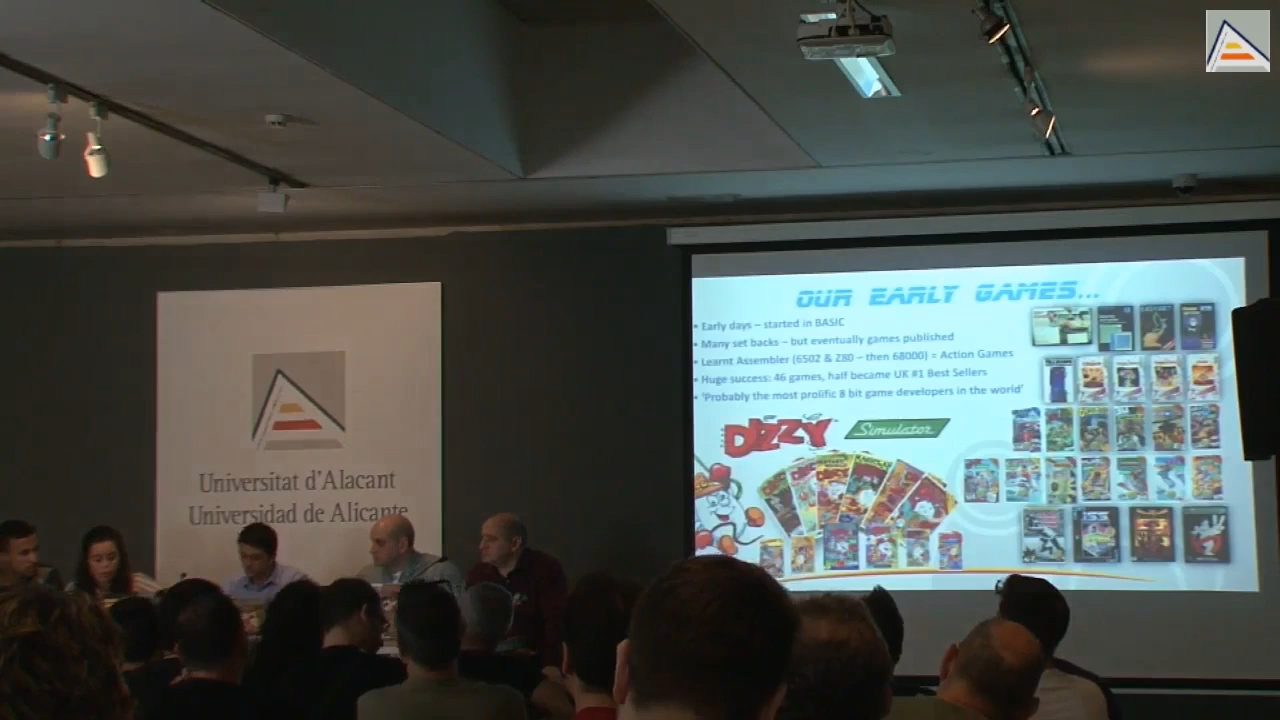 Universitat d'Alacant
Universidad de Alicante
OUR EARLY GAMES...
• Early days – started in BASIC
• Many set backs – but eventually games published
• Learnt Assembler (6502 & Z80 – then 68000) = Action Games
• Huge success: 46 games, half became UK #1 Best Sellers
• 'Probably the most prolific 8 bit game developers in the world'
DIZZY Simulator